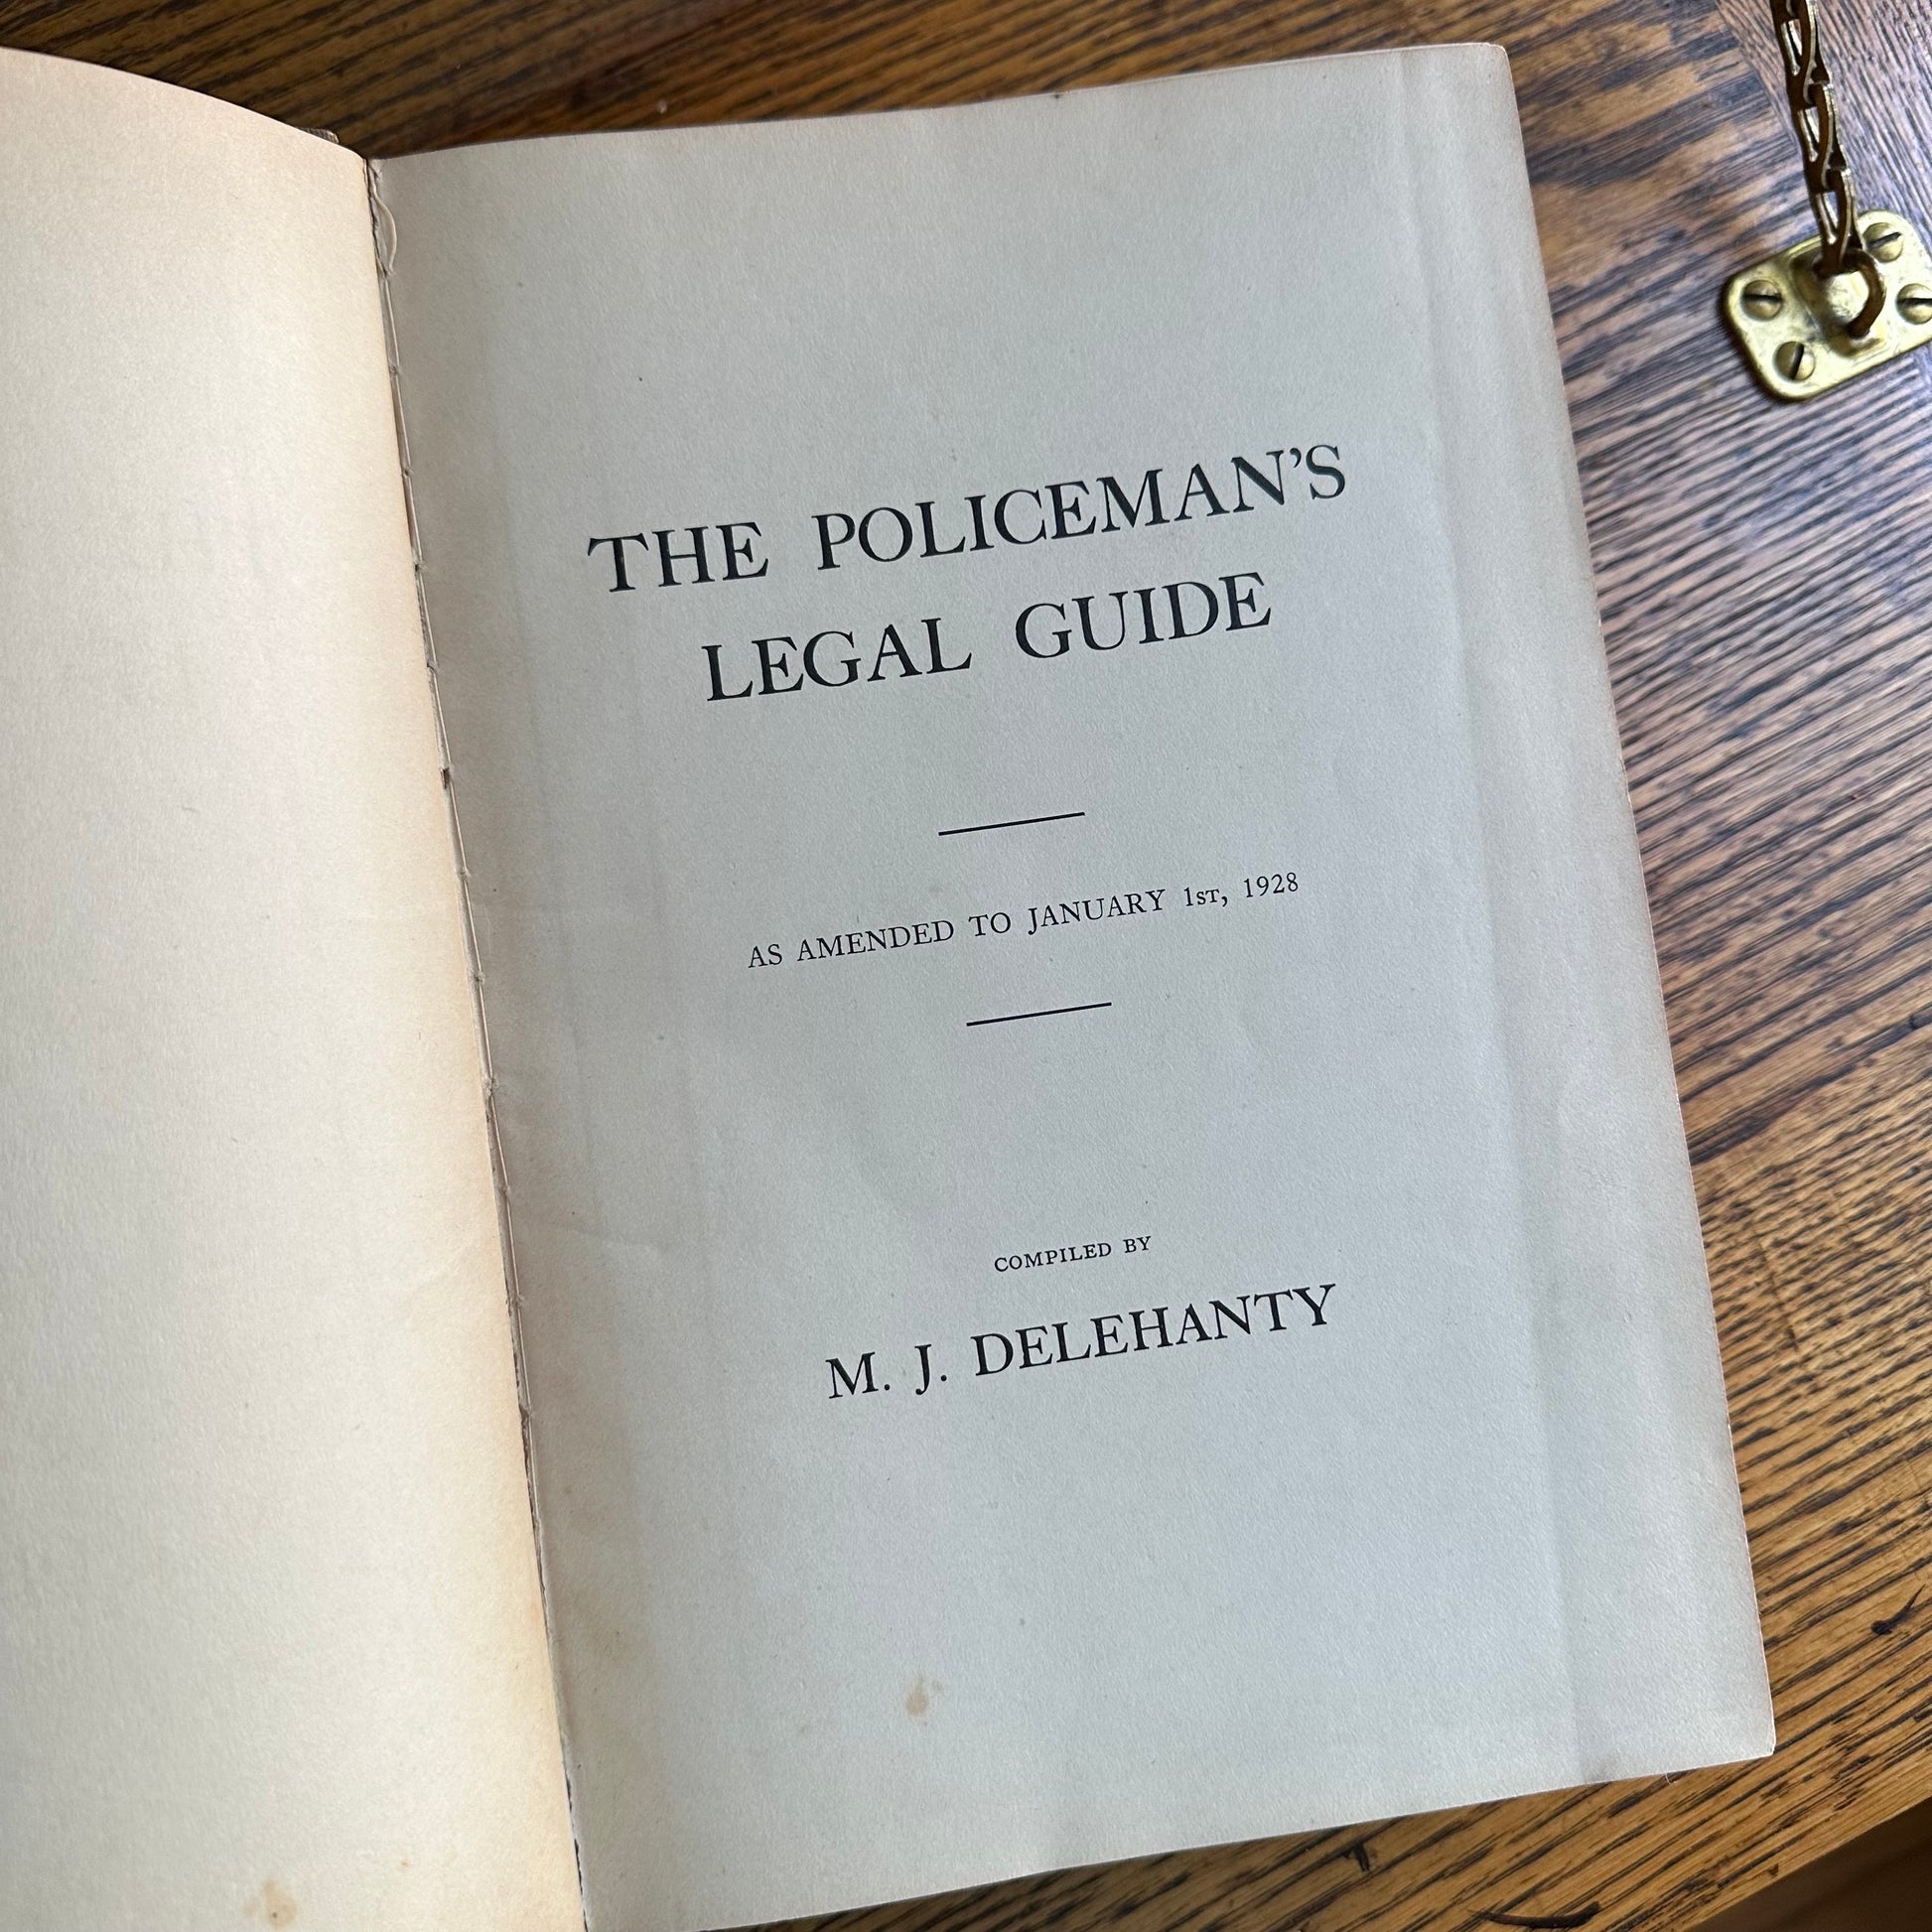 THE POLICEMAN'S
LEGAL GUIDE
AS AMENDED TO JANUARY 1ST, 1928
COMPILED BY
M. J. DELEHANTY